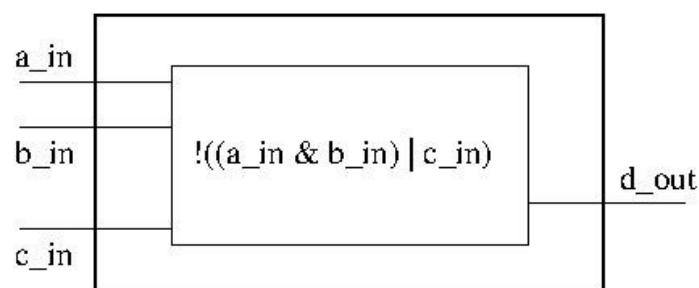 a_in
b_in
!((a_in & b_in) | c_in)
d_out
c_in